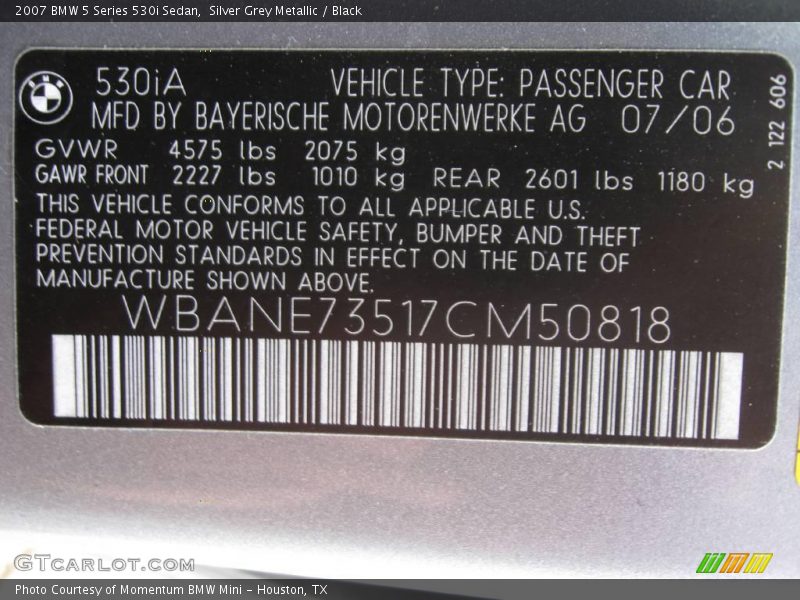 2007 BMW 5 Series 530i Sedan,  Silver Grey Metallic / Black
BMW
530iA VEHICLE TYPE: PASSENGER CAR
MFD BY BAYERISCHE MOTORENWERKE AG 07/06
GVWR 4575 lbs 2075 kg
GAWR FRONT 2227 lbs 1010 kg REAR 2601 lbs 1180 kg
THIS VEHICLE CONFORMS TO ALL APPLICABLE U.S.
FEDERAL MOTOR VEHICLE SAFETY, BUMPER AND THEFT
PREVENTION STANDARDS IN EFFECT ON THE DATE OF
MANUFACTURE SHOWN ABOVE.
WBANE73517CM50818
2 122 606
GTCARLOT.COM
Photo Courtesy of Momentum BMW Mini - Houston, TX